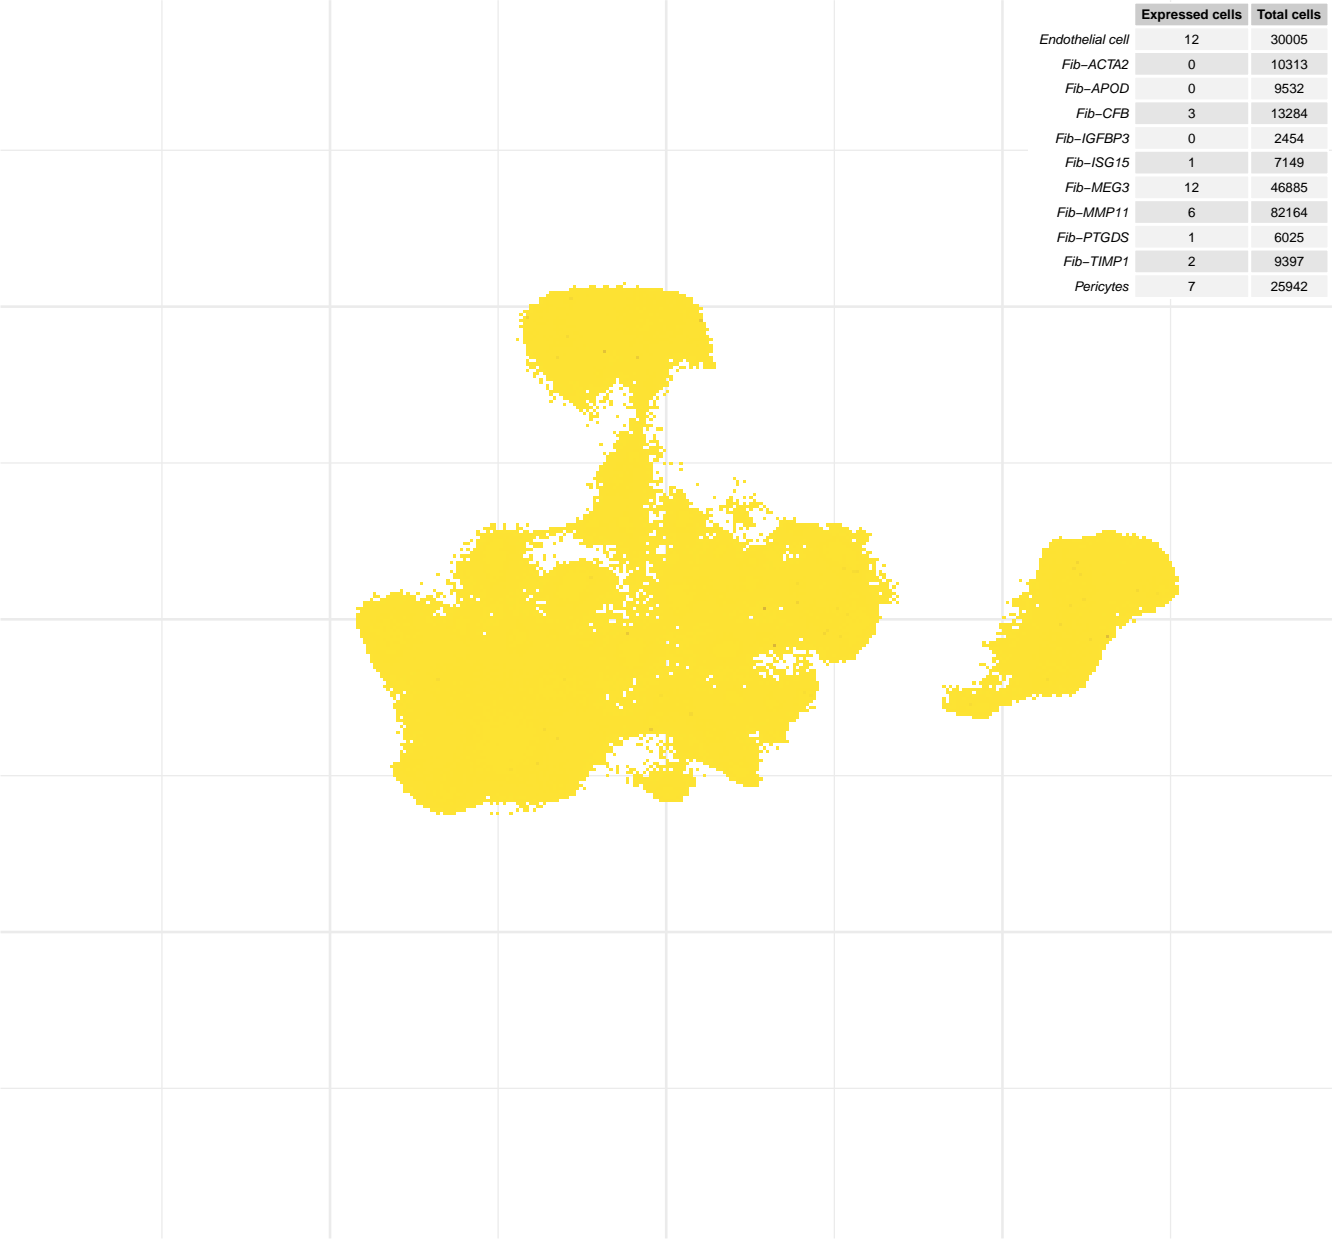 Expressed cells Total cells
Endothelial cell 12 30005
Fib−ACTA2 0 10313
Fib−APOD 0 9532
Fib−CFB 3 13284
Fib−IGFBP3 0 2454
Fib−ISG15 1 7149
Fib−MEG3 12 46885
Fib−MMP11 6 82164
Fib−PTGDS 1 6025
Fib−TIMP1 2 9397
Pericytes 7 25942